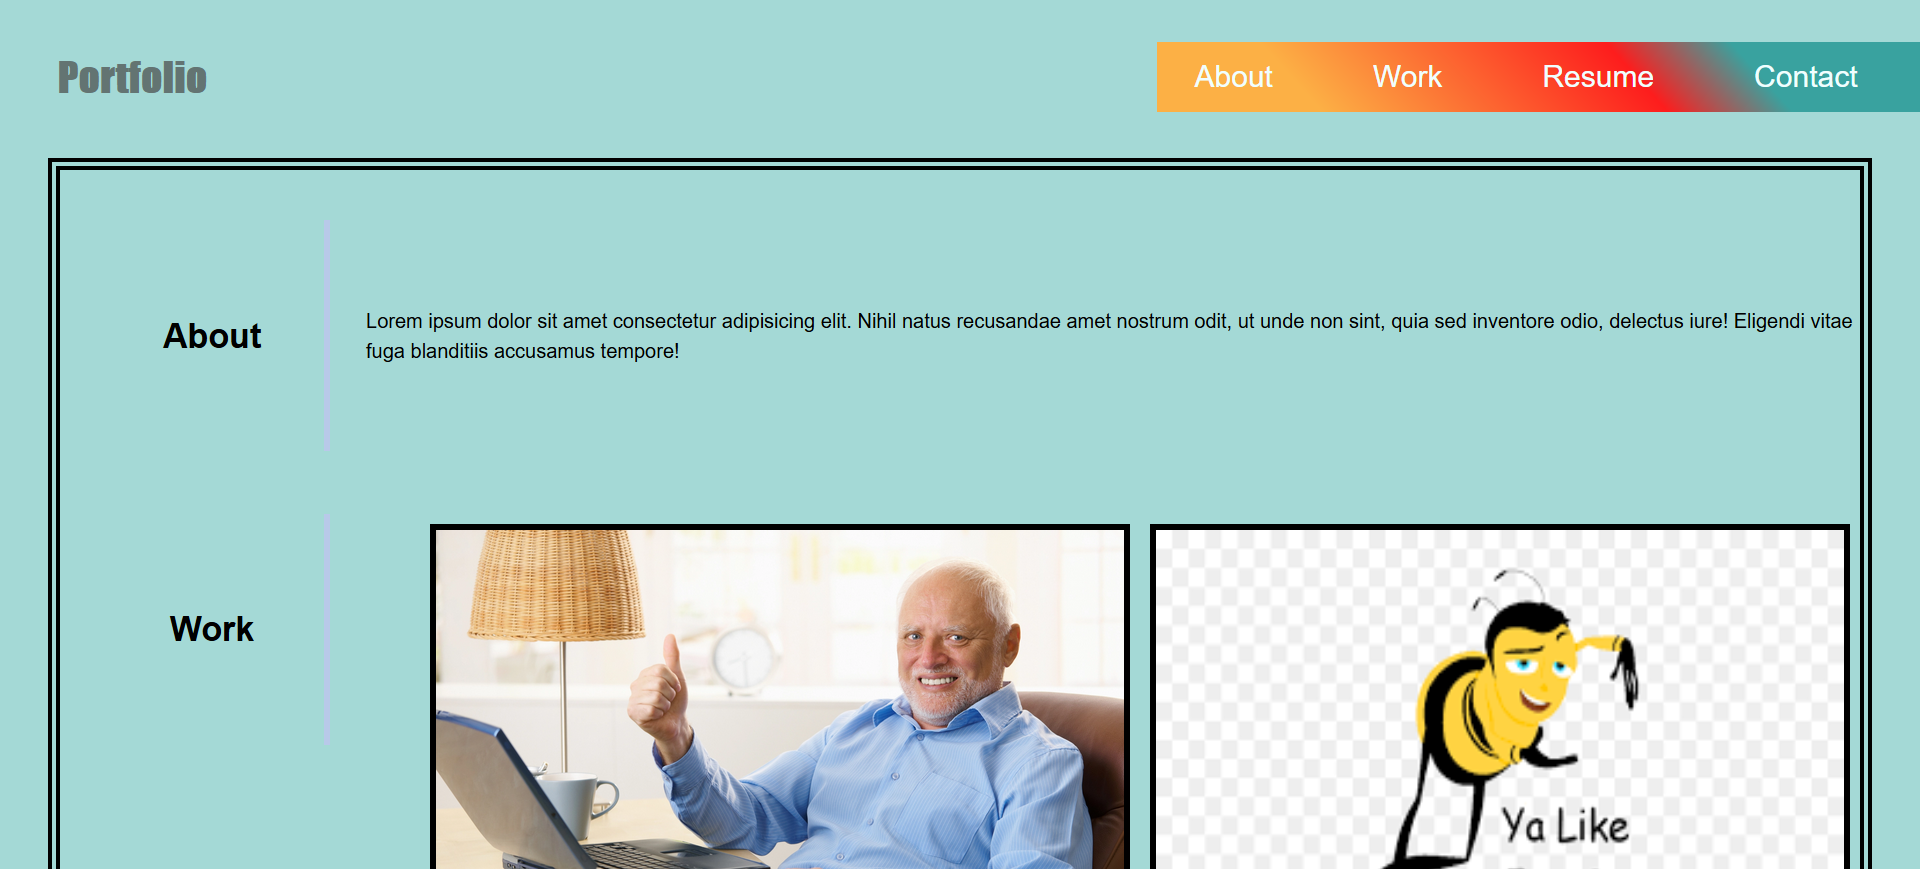 Portfolio
About Work Resume Contact
About
Lorem ipsum dolor sit amet consectetur adipisicing elit. Nihil natus recusandae amet nostrum odit, ut unde non sint, quia sed inventore odio, delectus iure! Eligendi vitae
fuga blanditiis accusamus tempore!
Work
Ya Like